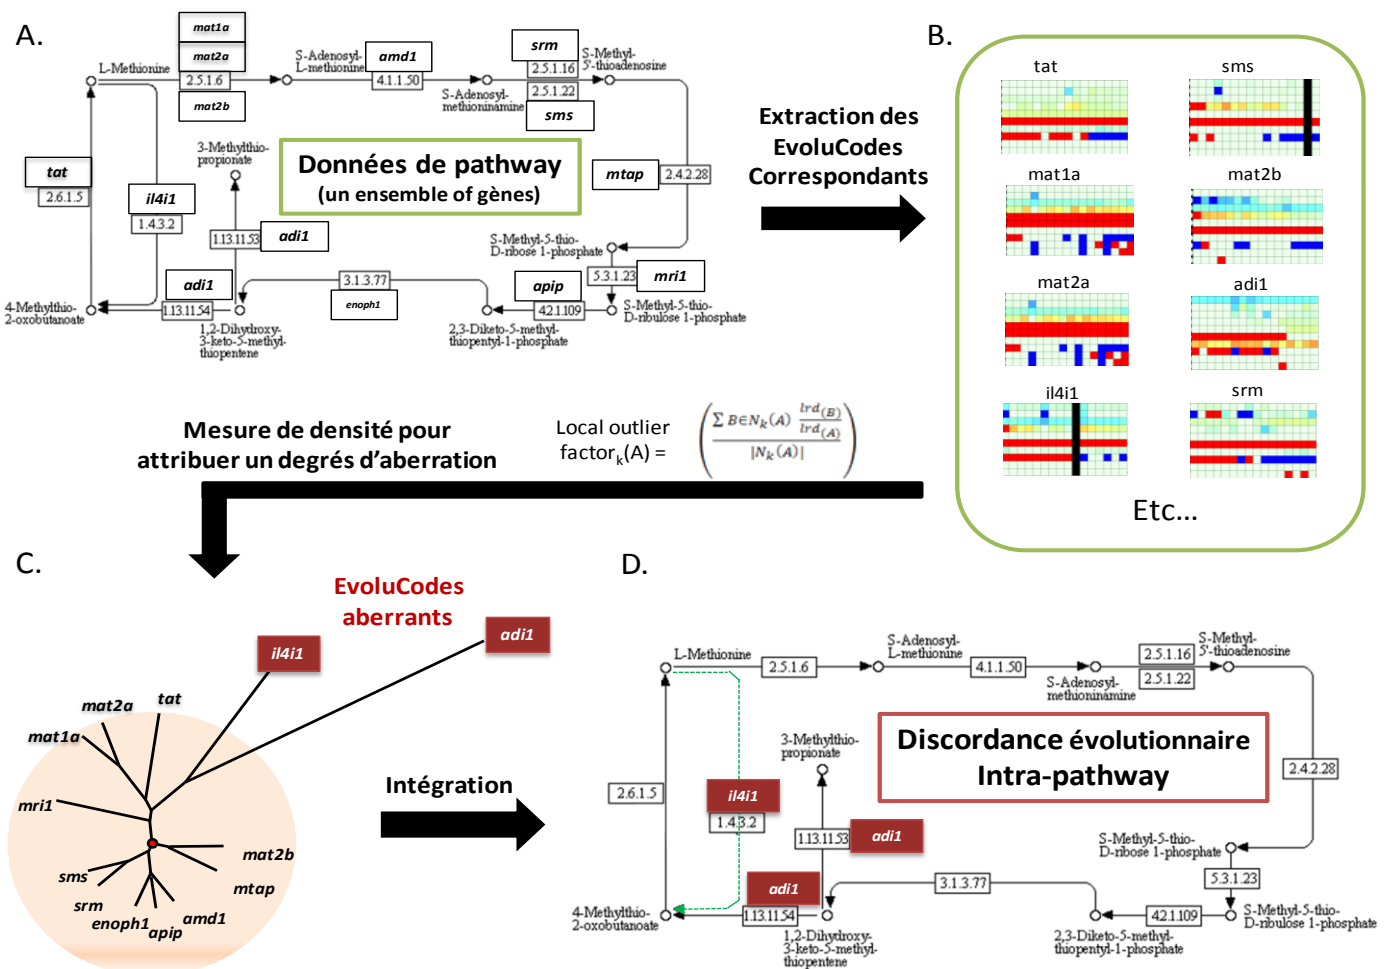 A.
mat1a
mat2a
L-Methionine
2.5.1.6
mat2b
S-Adenosyl-
L-methionine
amd1
4.1.1.50
S-Adenosyl-
methioninamine
srm
2.5.1.16
2.5.1.22
sms
S-Methyl-
5'-thioadenosine
tat
2.6.1.5
il4i1
1.4.3.2
3-Methylthio-
propionate
Données de pathway
(un ensemble of gènes)
mtap
2.4.2.28
1.13.11.53
adi1
S-Methyl-5-thio-
D-ribose 1-phosphate
5.3.1.23
mri1
adi1
1.13.11.54
3.1.3.77
enoph1
apip
4.2.1.109
4-Methylthio-
2-oxobutanoate
1,2-Dihydroxy-
3-keto-5-methyl-
thiopentene
2,3-Diketo-5-methyl-
thiopentyl-1-phosphate
S-Methyl-5-thio-
D-ribulose 1-phosphate
Extraction des
EvoluCodes
Correspondants
B.
tat
sms
mat1a
mat2b
mat2a
adi1
il4i1
srm
Etc...
Mesure de densité pour
attribuer un degrés d'aberration
Local outlier
factork(A) =
∑ B∈Nk(A) lrd(B)
lrd(A)
|Nk(A)|
C.
EvoluCodes
aberrants
il4i1
adi1
mat2a
tat
mat1a
mri1
mat2b
sms
mtap
srm
enoph1
apip
amd1
Intégration
D.
L-Methionine
2.5.1.6
S-Adenosyl-
L-methionine
4.1.1.50
S-Adenosyl-
methioninamine
2.5.1.16
2.5.1.22
S-Methyl-
5'-thioadenosine
3-Methylthio-
propionate
Discordance évolutionnaire
Intra-pathway
2.4.2.28
2.6.1.5
il4i1
1.4.3.2
1.13.11.53
adi1
S-Methyl-5-thio-
D-ribose 1-phosphate
5.3.1.23
adi1
1.13.11.54
3.1.3.77
4.2.1.109
4-Methylthio-
2-oxobutanoate
1,2-Dihydroxy-
3-keto-5-methyl-
thiopentene
2,3-Diketo-5-methyl-
thiopentyl-1-phosphate
S-Methyl-5-thio-
D-ribulose 1-phosphate